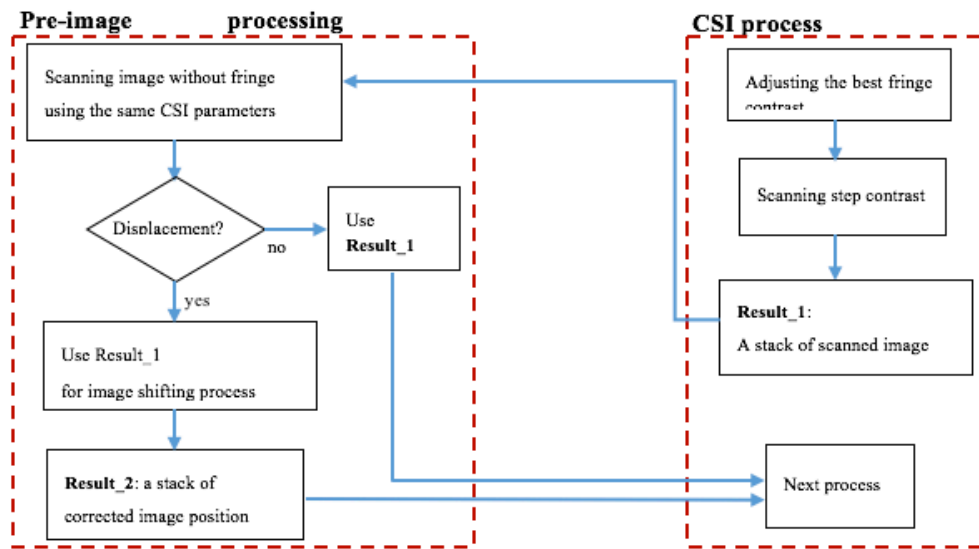 Pre-image processing
Scanning image without fringe
using the same CSI parameters
Displacement?
no
Use
Result_1
yes
Use Result_1
for image shifting process
Result_2: a stack of
corrected image position
CSI process
Adjusting the best fringe
contrast
Scanning step contrast
Result_1:
A stack of scanned image
Next process